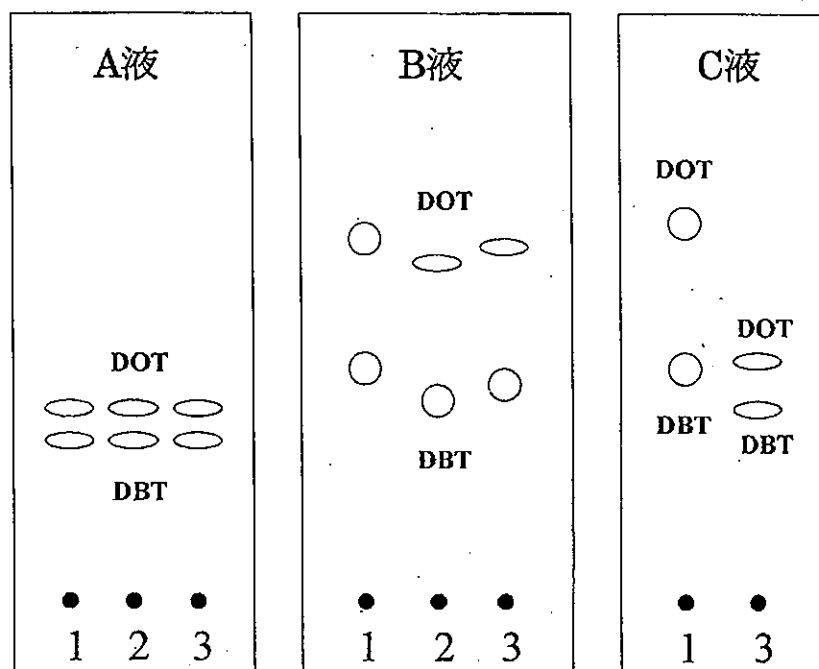 A液
DOT
DBT
1 2 3
B液
DOT
DBT
1 2 3
C液
DOT
DOT
DBT
DBT
1 3